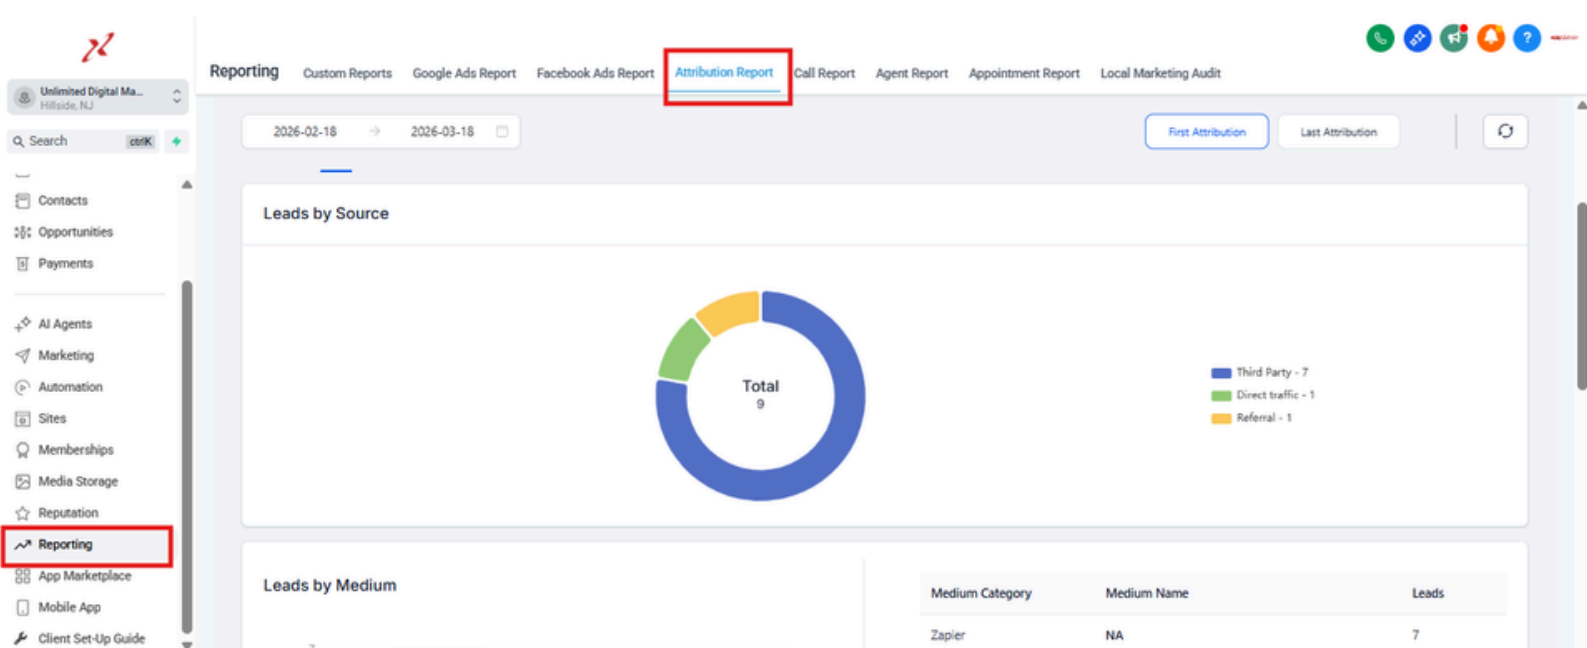 Unlimited Digital Ma...
Hillside, NJ
Search ctrlK
Contacts
Opportunities
Payments
AI Agents
Marketing
Automation
Sites
Memberships
Media Storage
Reputation
Reporting
App Marketplace
Mobile App
Client Set-Up Guide
Reporting Custom Reports Google Ads Report Facebook Ads Report Attribution Report Call Report Agent Report Appointment Report Local Marketing Audit
2026-02-18 → 2026-03-18 First Attribution Last Attribution
Leads by Source
Total
9
Third Party - 7
Direct traffic - 1
Referral - 1
Leads by Medium
Medium Category Medium Name Leads
Zapier NA 7